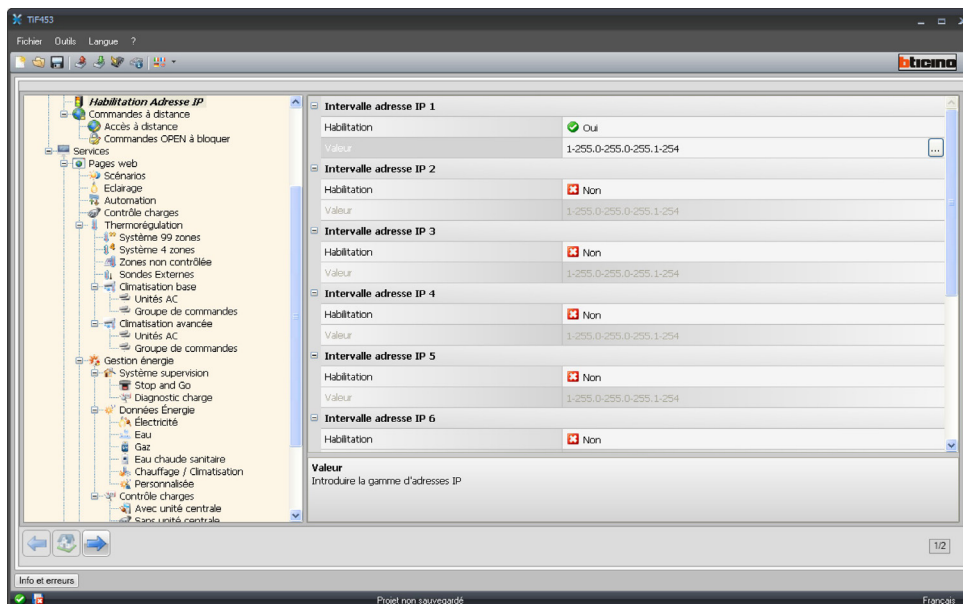 TiF453
Fichier Outils Langue ?
bticino
Habilitation Adresse IP
Commandes à distance
Accès à distance
Commandes OPEN à bloquer
Services
Pages web
Scénarios
Eclairage
Automation
Contrôle charges
Thermorégulation
Système 99 zones
Système 4 zones
Zones non contrôlée
Sondes Externes
Climatisation base
Unités AC
Groupe de commandes
Climatisation avancée
Unités AC
Groupe de commandes
Gestion énergie
Système supervision
Stop and Go
Diagnostic charge
Données Énergie
Électricité
Eau
Gaz
Eau chaude sanitaire
Chauffage / Climatisation
Personnalisée
Contrôle charges
Avec unité centrale
Sans unité centrale
Intervalle adresse IP 1
Habilitation Oui
Valeur 1-255.0-255.0-255.1-254 ...
Intervalle adresse IP 2
Habilitation Non
Valeur 1-255.0-255.0-255.1-254
Intervalle adresse IP 3
Habilitation Non
Valeur 1-255.0-255.0-255.1-254
Intervalle adresse IP 4
Habilitation Non
Valeur 1-255.0-255.0-255.1-254
Intervalle adresse IP 5
Habilitation Non
Valeur 1-255.0-255.0-255.1-254
Intervalle adresse IP 6
Habilitation Non
Valeur
Introduire la gamme d'adresses IP
1/2
Info et erreurs
Projet non sauvegardé
Français